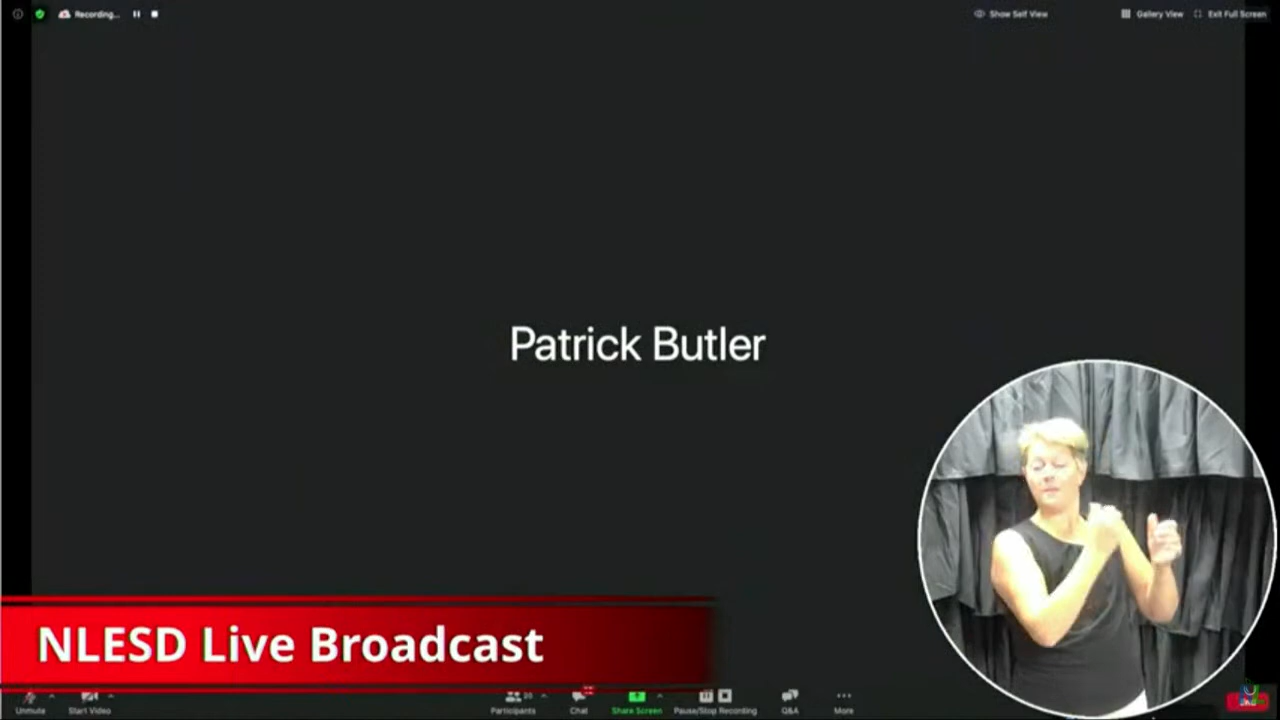 Recording...
Show Self View
Gallery View
Exit Full Screen
Patrick Butler
NLESD Live Broadcast
Unmute
Start Video
Participants
Chat
Share Screen
Pause/Stop Recording
Q&A
More